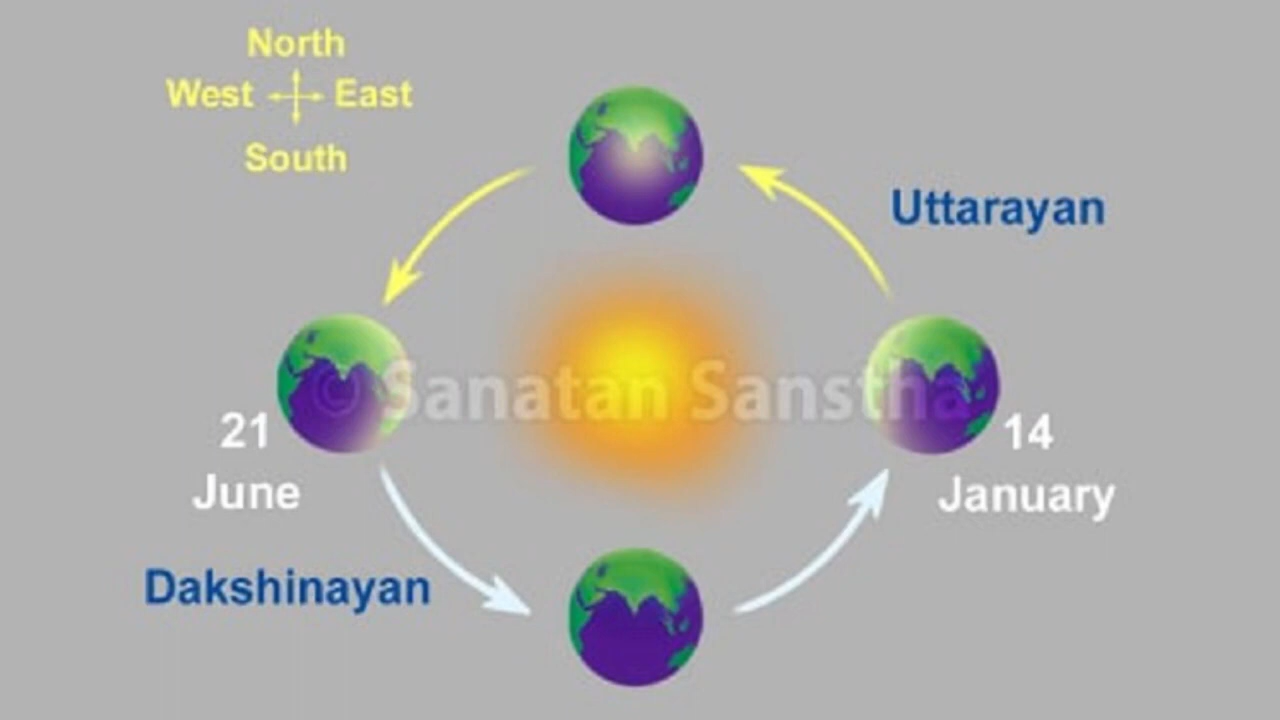 North
West East
South
Uttarayan
© Sanatan Sanstha
21
June
14
January
Dakshinayan